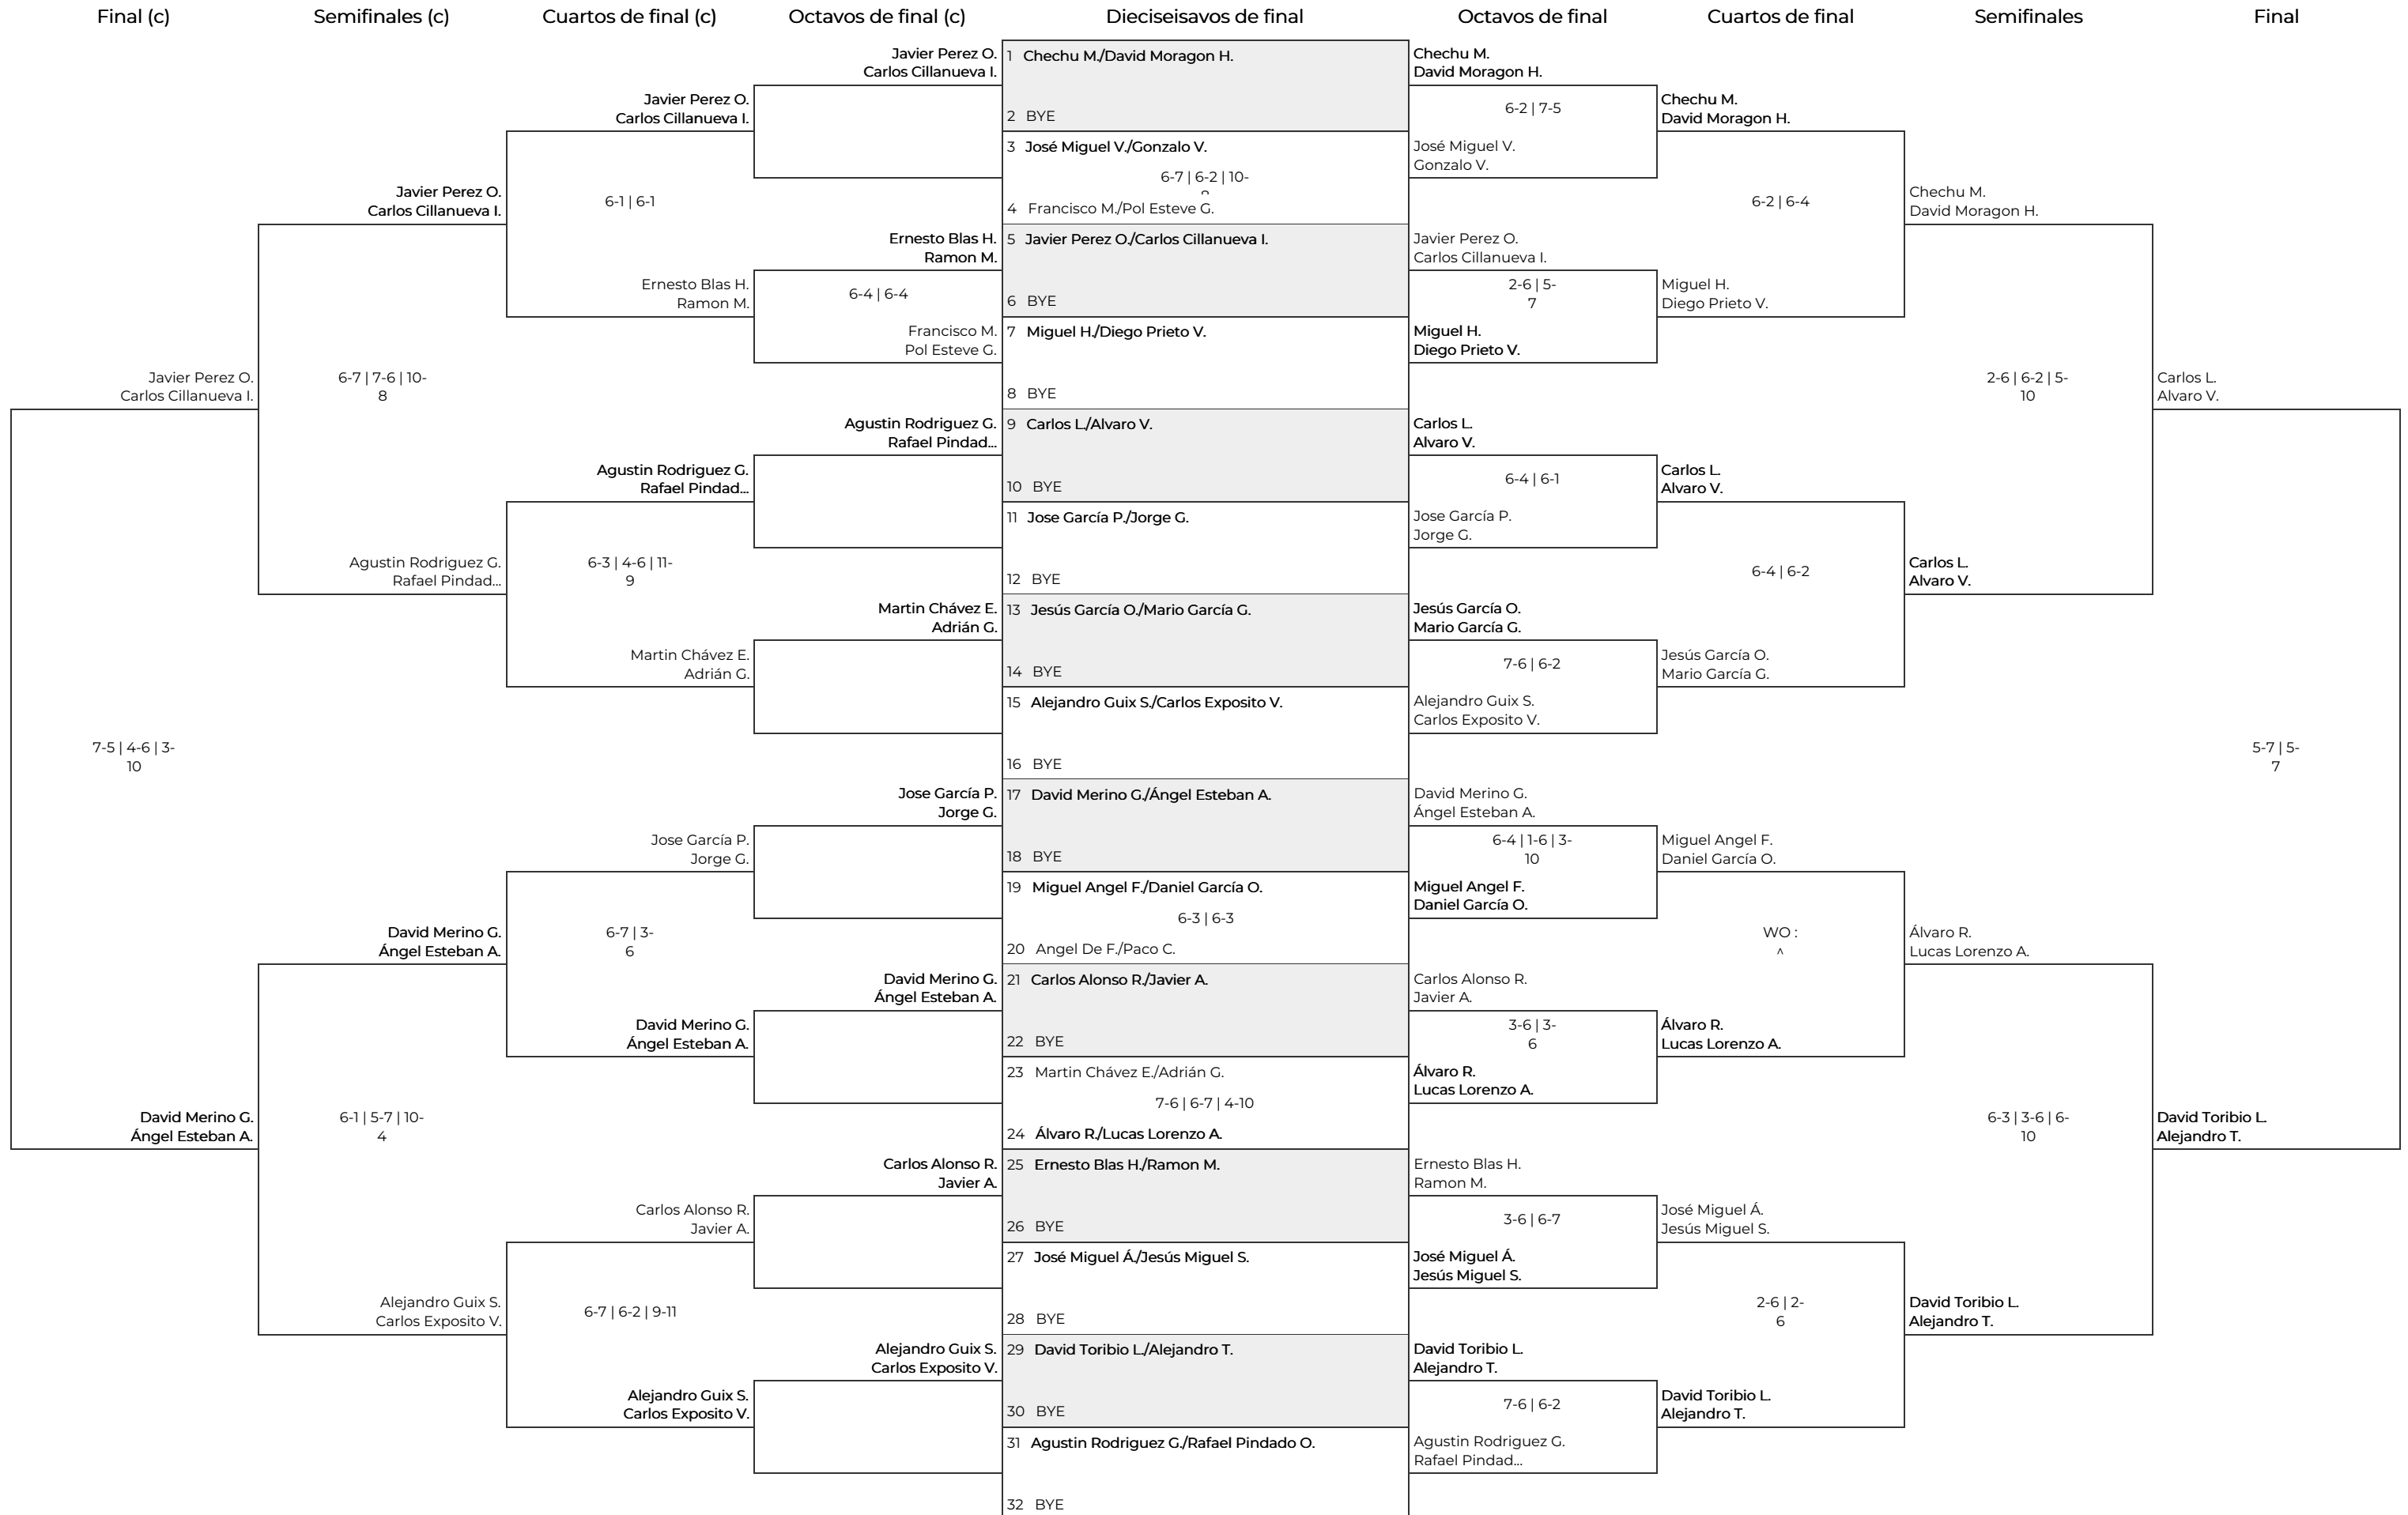 Final (c)
Semifinales (c)
Cuartos de final (c)
Octavos de final (c)
Dieciseisavos de final
Octavos de final
Cuartos de final
Semifinales
Final
Javier Perez O.
Carlos Cillanueva I.
7-5 | 4-6 | 3-
10
David Merino G.
Ángel Esteban A.
Javier Perez O.
Carlos Cillanueva I.
6-7 | 7-6 | 10-
8
Agustin Rodriguez G.
Rafael Pindad...
David Merino G.
Ángel Esteban A.
6-1 | 5-7 | 10-
4
Alejandro Guix S.
Carlos Exposito V.
Javier Perez O.
Carlos Cillanueva I.
6-1 | 6-1
Ernesto Blas H.
Ramon M.
Agustin Rodriguez G.
Rafael Pindad...
6-3 | 4-6 | 11-
9
Martin Chávez E.
Adrián G.
Jose García P.
Jorge G.
6-7 | 3-
6
David Merino G.
Ángel Esteban A.
Carlos Alonso R.
Javier A.
6-7 | 6-2 | 9-11
Alejandro Guix S.
Carlos Exposito V.
Javier Perez O.
Carlos Cillanueva I.
Ernesto Blas H.
Ramon M.
6-4 | 6-4
Francisco M.
Pol Esteve G.
Agustin Rodriguez G.
Rafael Pindad...
Martin Chávez E.
Adrián G.
Jose García P.
Jorge G.
David Merino G.
Ángel Esteban A.
Carlos Alonso R.
Javier A.
Alejandro Guix S.
Carlos Exposito V.
1 Chechu M./David Moragon H.
2 BYE
3 José Miguel V./Gonzalo V.
6-7 | 6-2 | 10-
4 Francisco M./Pol Esteve G.
5 Javier Perez O./Carlos Cillanueva I.
6 BYE
7 Miguel H./Diego Prieto V.
8 BYE
9 Carlos L./Alvaro V.
10 BYE
11 Jose García P./Jorge G.
12 BYE
13 Jesús García O./Mario García G.
14 BYE
15 Alejandro Guix S./Carlos Exposito V.
16 BYE
17 David Merino G./Ángel Esteban A.
18 BYE
19 Miguel Angel F./Daniel García O.
6-3 | 6-3
20 Angel De F./Paco C.
21 Carlos Alonso R./Javier A.
22 BYE
23 Martin Chávez E./Adrián G.
7-6 | 6-7 | 4-10
24 Álvaro R./Lucas Lorenzo A.
25 Ernesto Blas H./Ramon M.
26 BYE
27 José Miguel Á./Jesús Miguel S.
28 BYE
29 David Toribio L./Alejandro T.
30 BYE
31 Agustin Rodriguez G./Rafael Pindado O.
32 BYE
Chechu M.
David Moragon H.
6-2 | 7-5
José Miguel V.
Gonzalo V.
Javier Perez O.
Carlos Cillanueva I.
2-6 | 5-
7
Miguel H.
Diego Prieto V.
Carlos L.
Alvaro V.
6-4 | 6-1
Jose García P.
Jorge G.
Jesús García O.
Mario García G.
7-6 | 6-2
Alejandro Guix S.
Carlos Exposito V.
David Merino G.
Ángel Esteban A.
6-4 | 1-6 | 3-
10
Miguel Angel F.
Daniel García O.
Carlos Alonso R.
Javier A.
3-6 | 3-
6
Álvaro R.
Lucas Lorenzo A.
Ernesto Blas H.
Ramon M.
3-6 | 6-7
José Miguel Á.
Jesús Miguel S.
David Toribio L.
Alejandro T.
7-6 | 6-2
Agustin Rodriguez G.
Rafael Pindad...
Chechu M.
David Moragon H.
6-2 | 6-4
Miguel H.
Diego Prieto V.
Carlos L.
Alvaro V.
6-4 | 6-2
Jesús García O.
Mario García G.
Miguel Angel F.
Daniel García O.
WO :
^
Álvaro R.
Lucas Lorenzo A.
José Miguel Á.
Jesús Miguel S.
2-6 | 2-
6
David Toribio L.
Alejandro T.
Chechu M.
David Moragon H.
2-6 | 6-2 | 5-
10
Carlos L.
Alvaro V.
Álvaro R.
Lucas Lorenzo A.
6-3 | 3-6 | 6-
10
David Toribio L.
Alejandro T.
Carlos L.
Alvaro V.
5-7 | 5-
7
David Toribio L.
Alejandro T.